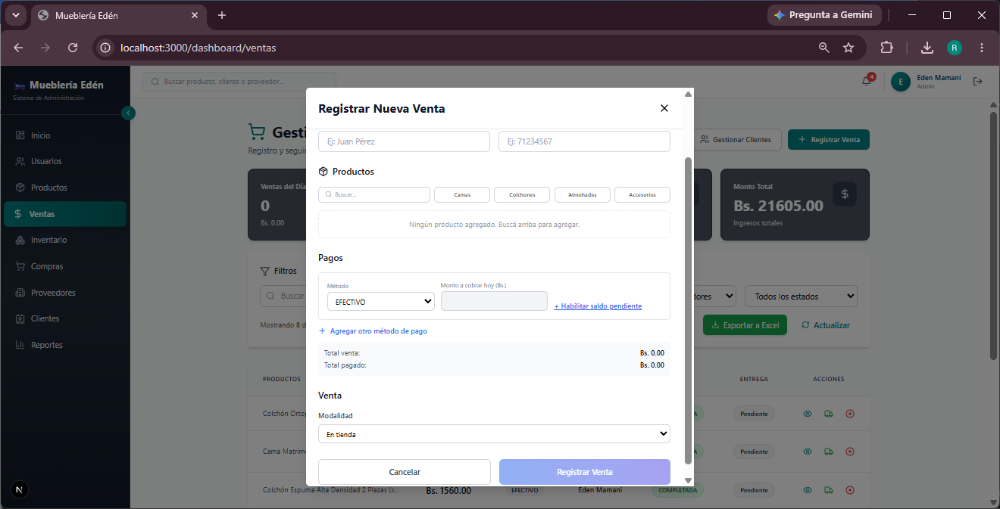 Mueblería Edén
Pregunta a Gemini
localhost:3000/dashboard/ventas
R
Mueblería Edén
Sistema de Administración
Buscar producto, cliente o proveedor...
4
E
Eden Mamani
Admin
Inicio
Usuarios
Productos
Ventas
Inventario
Compras
Proveedores
Clientes
Reportes
N
Gesti
Registro y segui
Gestionar Clientes
Registrar Venta
Ventas del Día
0
Bs. 0.00
Monto Total
Bs. 21605.00
Ingresos totales
$
Filtros
Buscar
Todos los estados
Mostrando 8 d
Exportar a Excel
Actualizar
PRODUCTOS
ENTREGA
ACCIONES
Colchón Ortop
Pendiente
Cama Matrimo
Pendiente
Colchón Espuma Alta Densidad 2 Plazas (x...
Bs. 1560.00
EFECTIVO
Eden Mamani
COMPLETADA
Pendiente
Registrar Nueva Venta
Ej: Juan Pérez
Ej: 71234567
Productos
Buscar...
Camas
Colchones
Almohadas
Accesorios
Ningún producto agregado. Buscá arriba para agregar.
Pagos
Método
Monto a cobrar hoy (Bs.)
EFECTIVO
+ Habilitar saldo pendiente
+ Agregar otro método de pago
Total venta:
Bs. 0.00
Total pagado:
Bs. 0.00
Venta
Modalidad
En tienda
Cancelar
Registrar Venta